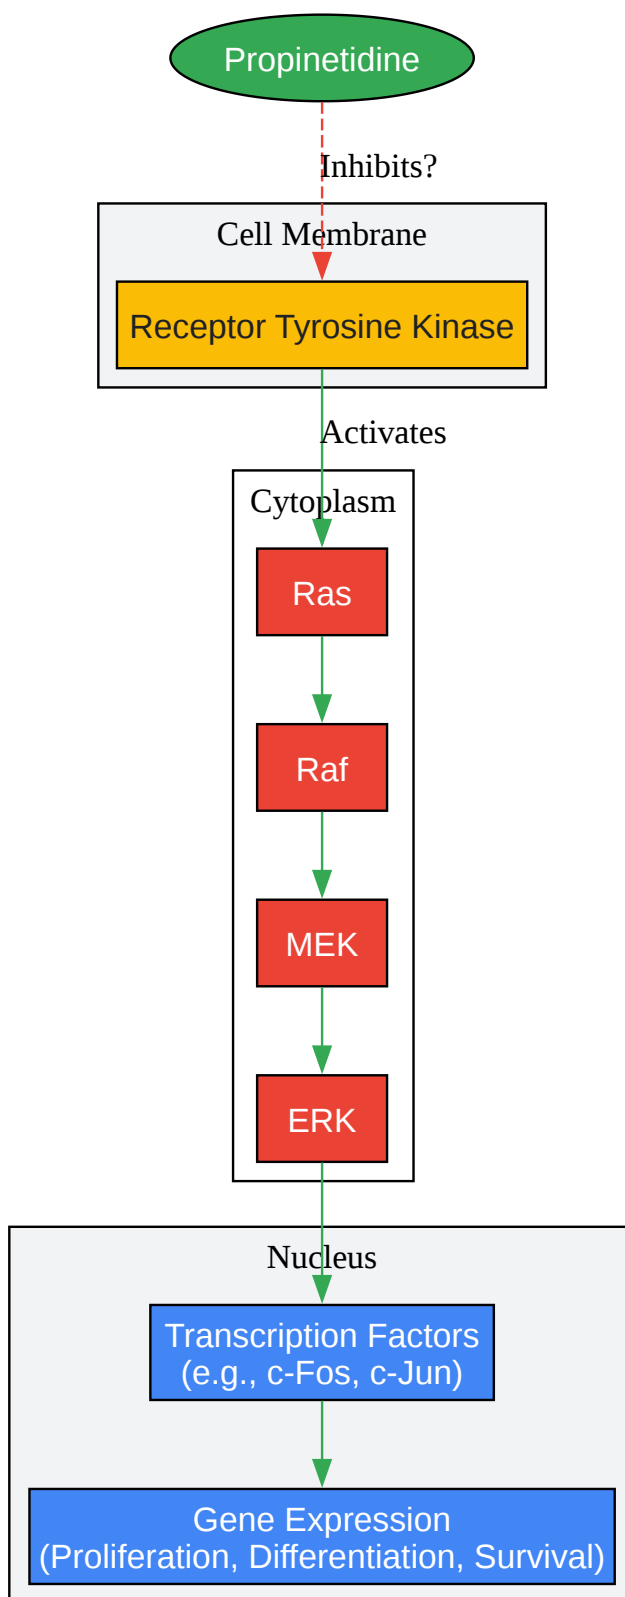 Propinetidine
Inhibits?
Cell Membrane
Receptor Tyrosine Kinase
Activates
Cytoplasm
Ras
Raf
MEK
ERK
Nucleus
Transcription Factors
(e.g., c-Fos, c-Jun)
Gene Expression
(Proliferation, Differentiation, Survival)